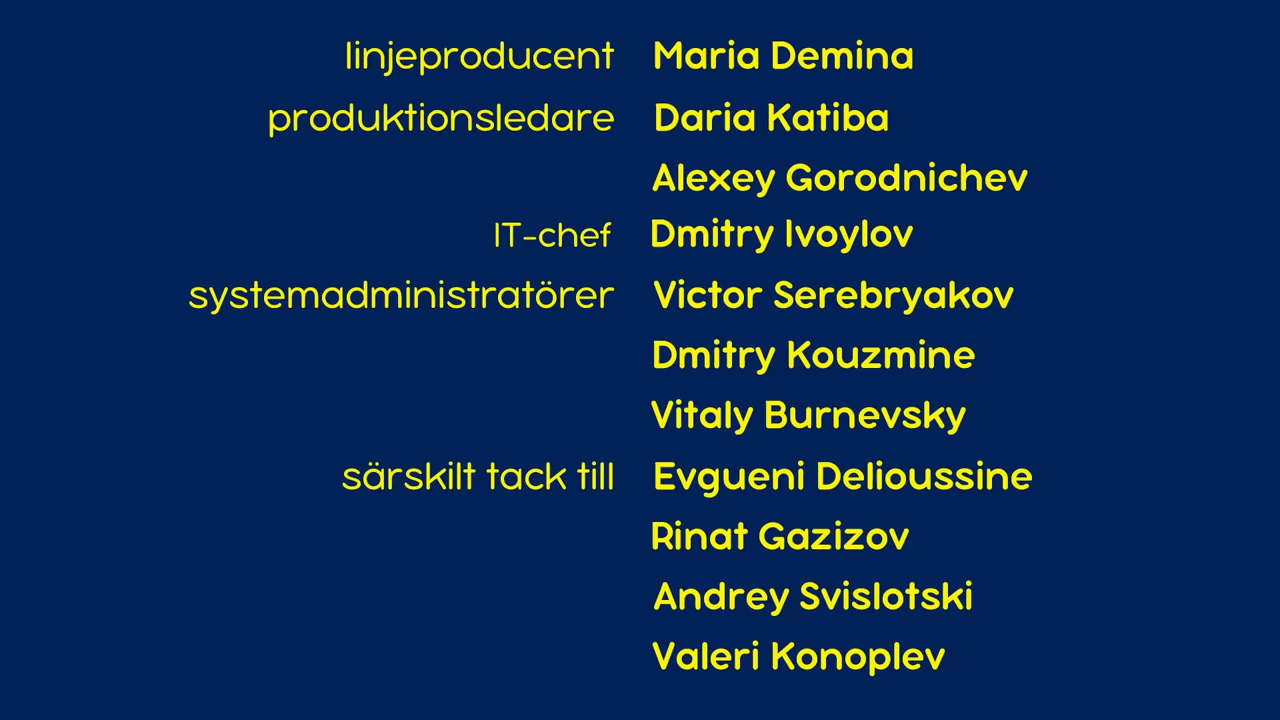 linjeproducent Maria Demina
produktionsledare Daria Katiba
Alexey Gorodnichev
IT-chef Dmitry Ivoylov
systemadministratörer Victor Serebryakov
Dmitry Kouzmine
Vitaly Burnevsky
särskilt tack till Evgueni Delioussine
Rinat Gazizov
Andrey Svislotski
Valeri Konoplev